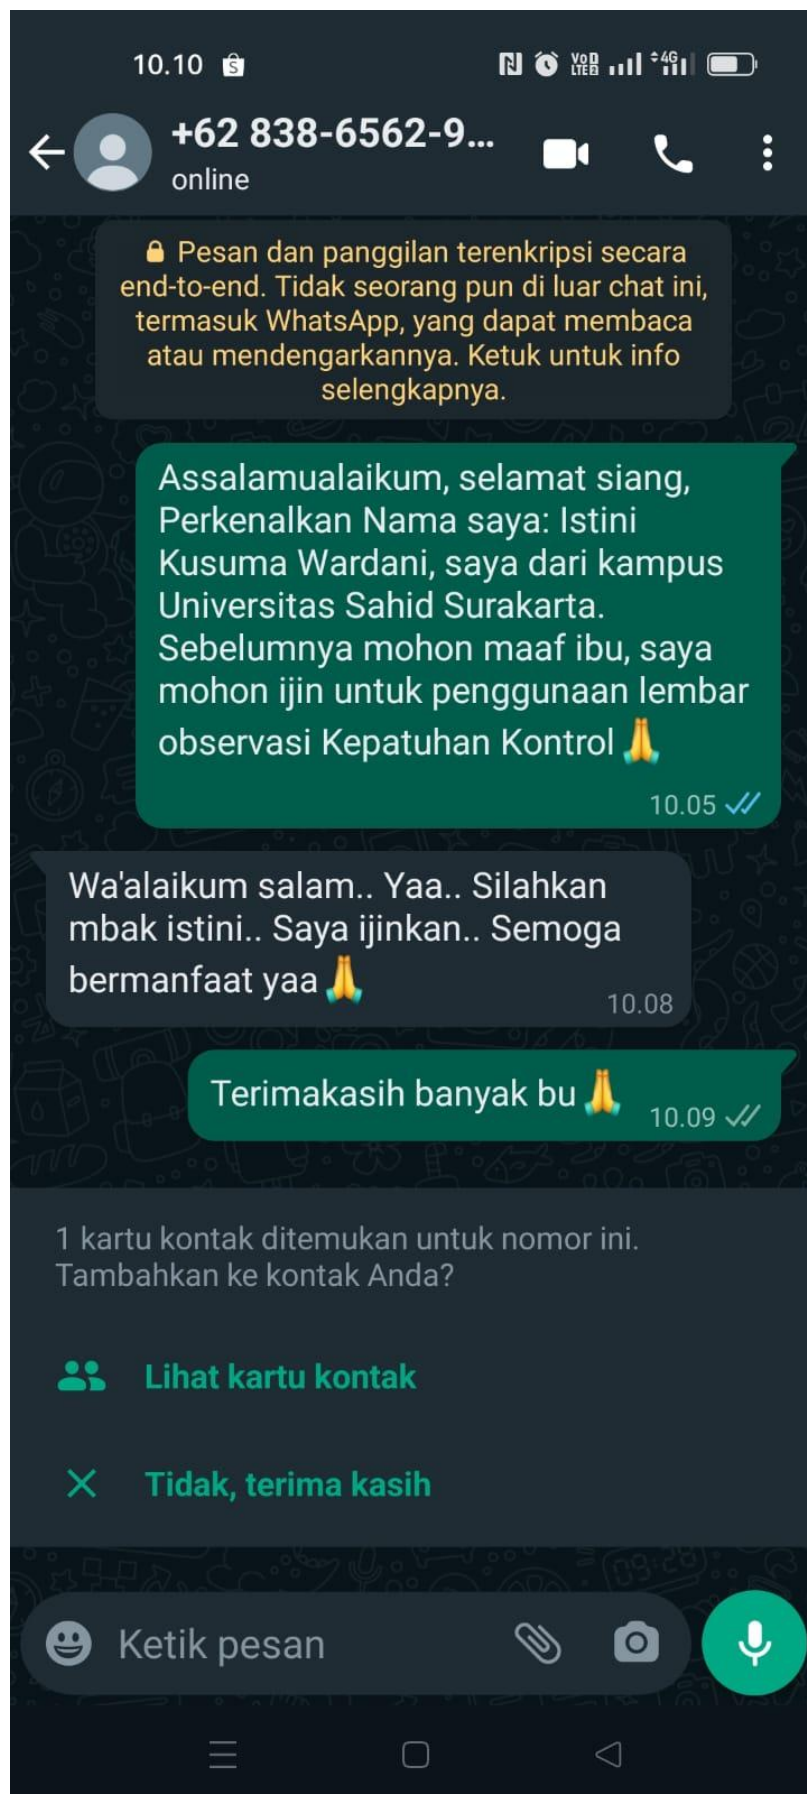 10.10
VoD LTE2 4G
+62 838-6562-9...
online
Pesan dan panggilan terenkripsi secara
end-to-end. Tidak seorang pun di luar chat ini,
termasuk WhatsApp, yang dapat membaca
atau mendengarkannya. Ketuk untuk info
selengkapnya.
Assalamualaikum, selamat siang,
Perkenalkan Nama saya: Istini
Kusuma Wardani, saya dari kampus
Universitas Sahid Surakarta.
Sebelumnya mohon maaf ibu, saya
mohon ijin untuk penggunaan lembar
observasi Kepatuhan Kontrol🙏
10.05
Wa'alaikum salam.. Yaa.. Silahkan
mbak istini.. Saya ijinkan.. Semoga
bermanfaat yaa🙏
10.08
Terimakasih banyak bu🙏
10.09
1 kartu kontak ditemukan untuk nomor ini.
Tambahkan ke kontak Anda?
Lihat kartu kontak
Tidak, terima kasih
Ketik pesan